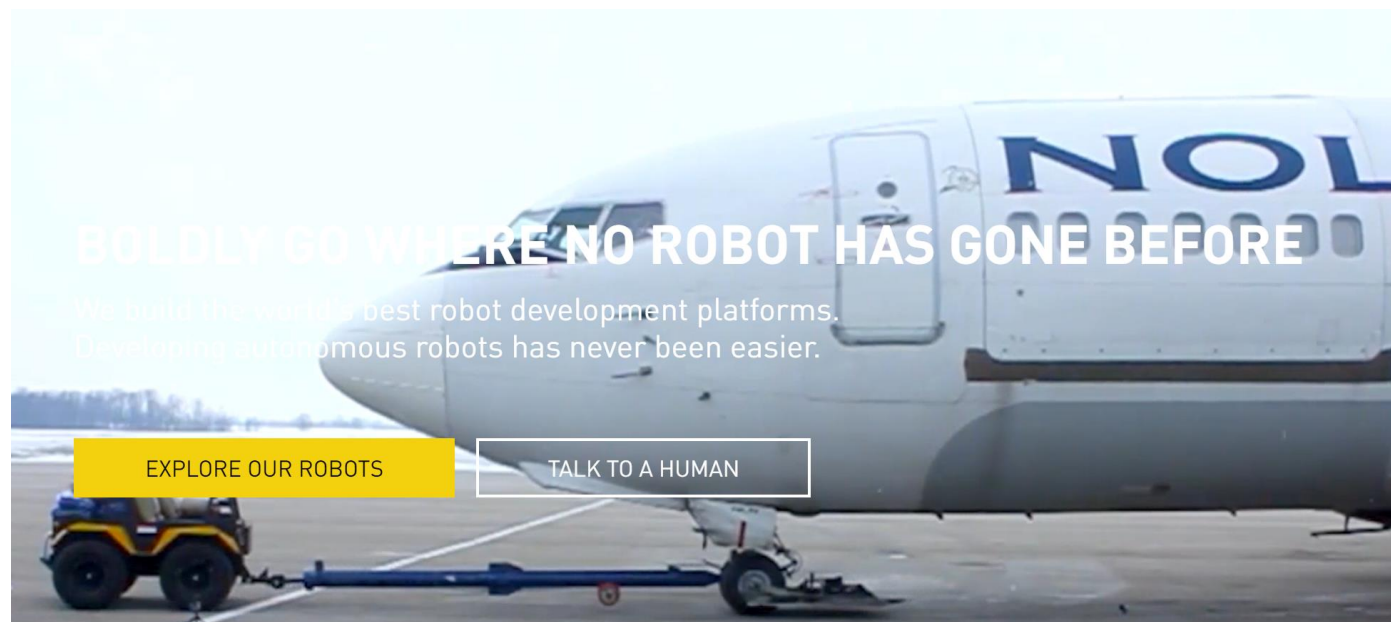 NOL
BOLDLY GO WHERE NO ROBOT HAS GONE BEFORE
We build the world's best robot development platforms.
Developing autonomous robots has never been easier.
EXPLORE OUR ROBOTS
TALK TO A HUMAN